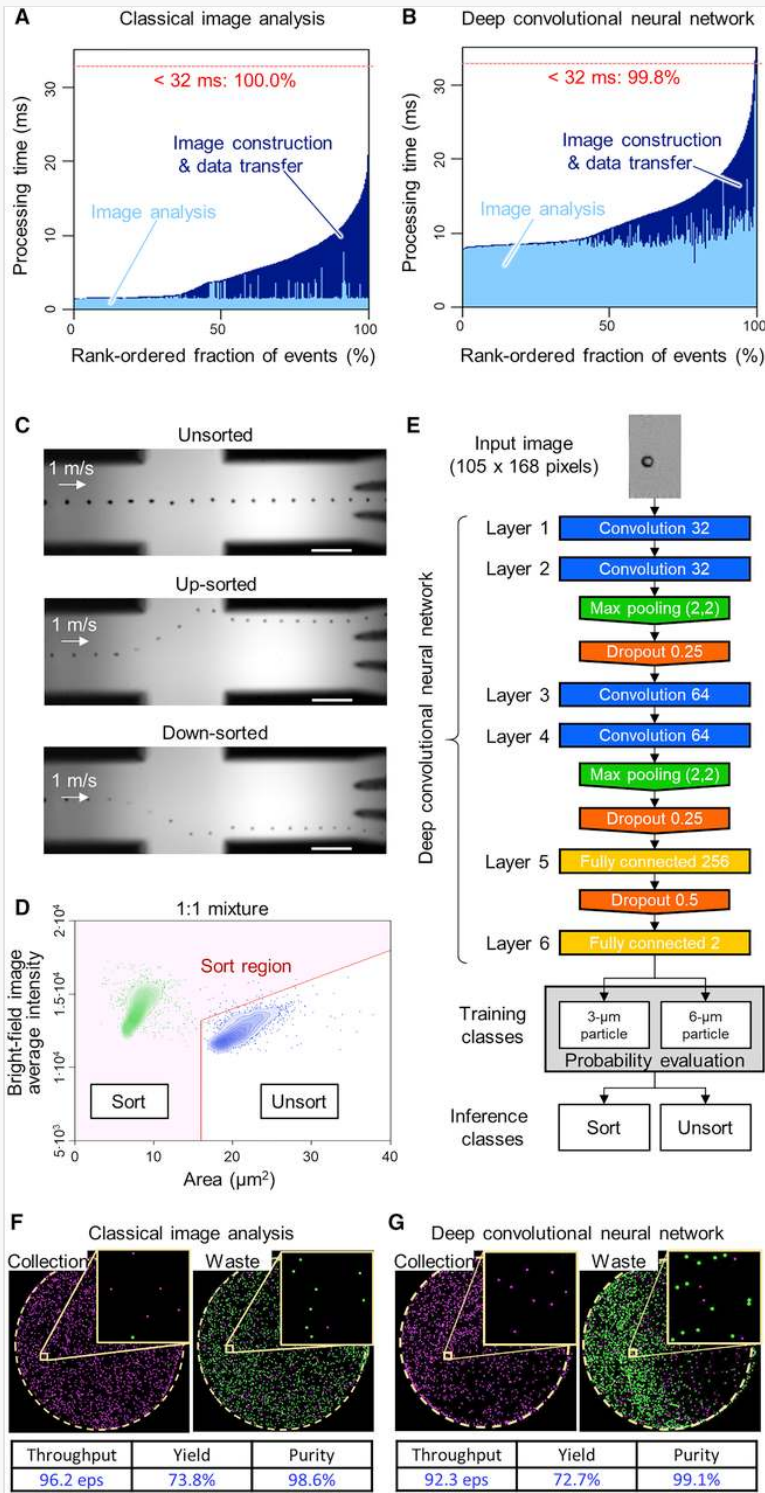 A
Classical image analysis
Processing time (ms)
30
20
10
0
< 32 ms: 100.0%
Image construction
& data transfer
Image analysis
0
50
100
Rank-ordered fraction of events (%)
B
Deep convolutional neural network
Processing time (ms)
30
20
10
0
< 32 ms: 99.8%
Image construction
& data transfer
Image analysis
0
50
100
Rank-ordered fraction of events (%)
C
Unsorted
1 m/s
Up-sorted
1 m/s
Down-sorted
1 m/s
D
1:1 mixture
Bright-field image
average intensity
2·10⁴
1.5·10⁴
1·10⁴
5·10³
Sort region
Sort
Unsort
0
10
20
30
40
Area (µm²)
E
Input image
(105 x 168 pixels)
Deep convolutional neural network
Layer 1
Convolution 32
Layer 2
Convolution 32
Max pooling (2,2)
Dropout 0.25
Layer 3
Convolution 64
Layer 4
Convolution 64
Max pooling (2,2)
Dropout 0.25
Layer 5
Fully connected 256
Dropout 0.5
Layer 6
Fully connected 2
Training
classes
3-µm
particle
6-µm
particle
Probability evaluation
Inference
classes
Sort
Unsort
F
Classical image analysis
Collection
Waste
Throughput Yield Purity
96.2 eps 73.8% 98.6%
G
Deep convolutional neural network
Collection
Waste
Throughput Yield Purity
92.3 eps 72.7% 99.1%